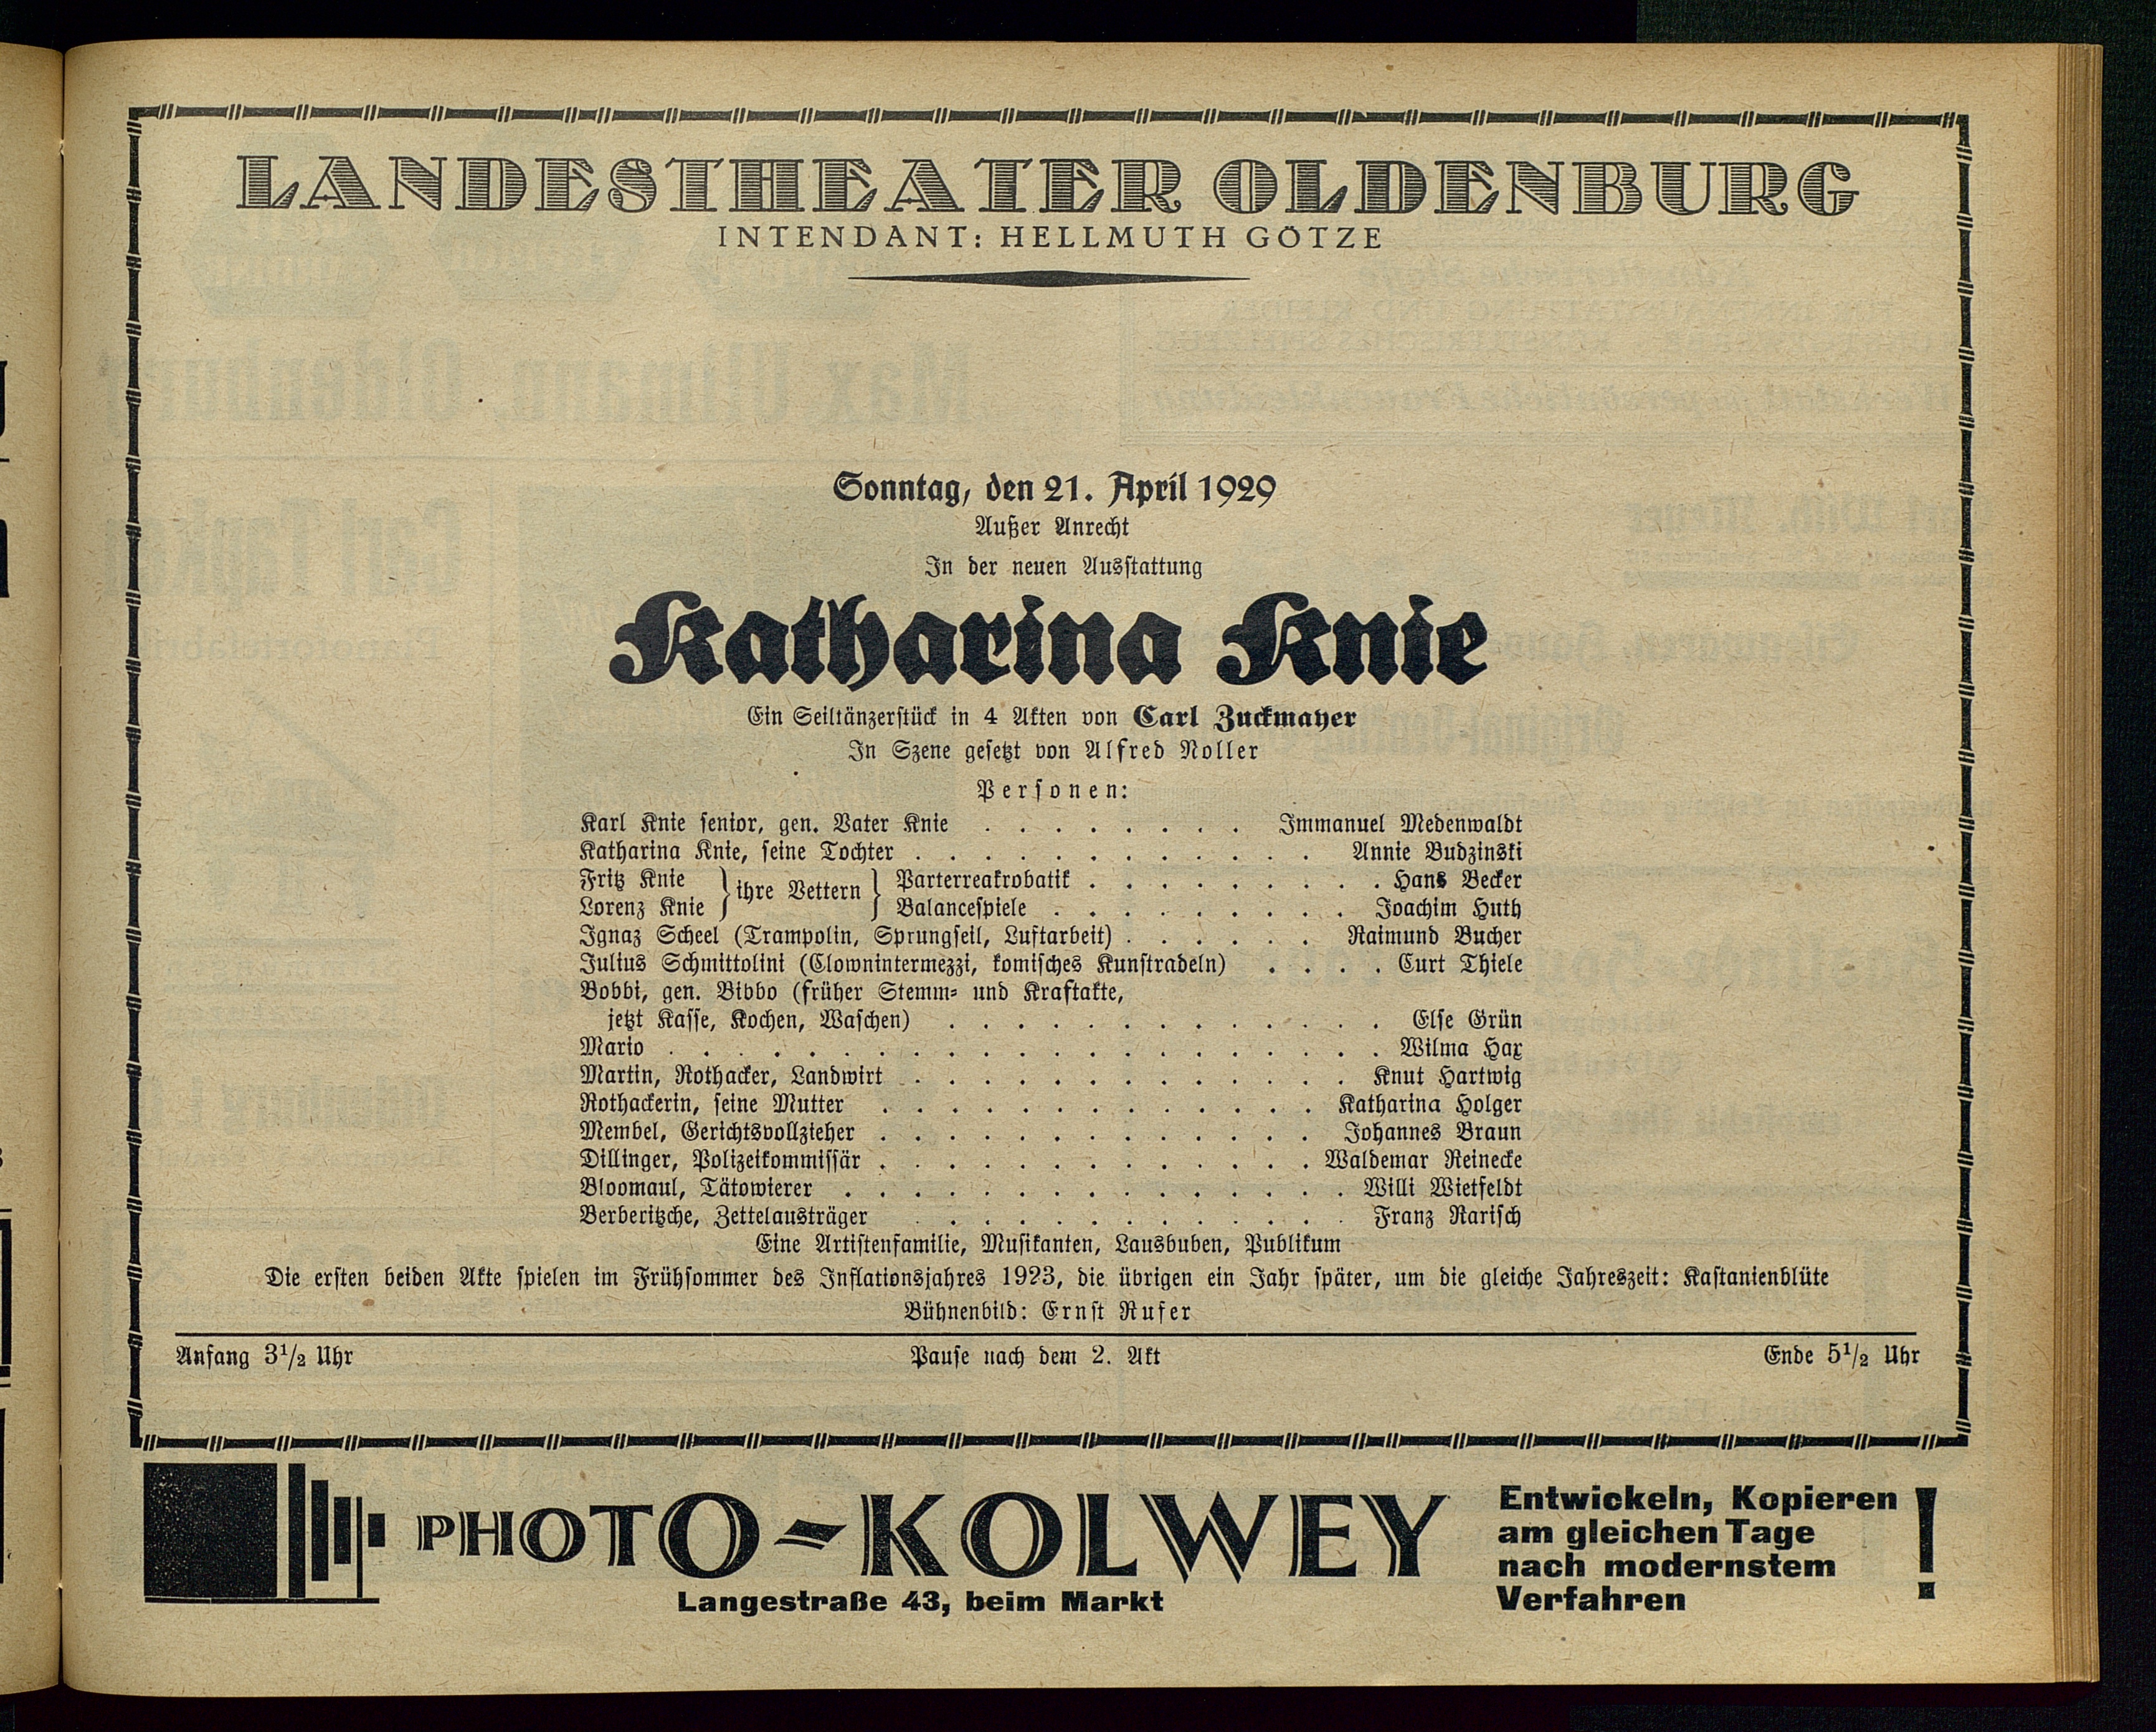 LANDESTHEATER OLDENBURG
INTENDANT: HELLMUTH GÖTZE
Sonntag, den 21. April 1929
Außer Anrecht
In der neuen Ausstattung
Katharina Knie
Ein Seiltänzerstück in 4 Akten von Carl Zuckmayer
In Szene gesetzt von Alfred Noller
Personen:
Karl Knie senior, gen. Vater Knie . . . . . . . . Immanuel Medenwaldt
Katharina Knie, seine Tochter . . . . . . . . . . . . Annie Budzinski
Fritz Knie } ihre Vettern } Parterreakrobatik . . . . . . . . . Hans Becker
Lorenz Knie } Balancespiele . . . . . . . . . Joachim Huth
Ignaz Scheel (Trampolin, Sprungseil, Luftarbeit) . . . . . . Raimund Bucher
Julius Schmittolini (Clownintermezzi, komisches Kunstradeln) . . . . Curt Thiele
Bobbi, gen. Bibbo (früher Stemm- und Kraftakte,
jetzt Kasse, Kochen, Waschen) . . . . . . . . . . . . . Else Grün
Mario . . . . . . . . . . . . . . . . . . . . . Wilma Hax
Martin, Rothacker, Landwirt . . . . . . . . . . . . . Knut Hartwig
Rothackerin, seine Mutter . . . . . . . . . . . . . Katharina Holger
Membel, Gerichtsvollzieher . . . . . . . . . . . . . Johannes Braun
Dillinger, Polizeikommissär . . . . . . . . . . . . . Waldemar Reinecke
Bloomaul, Tätowierer . . . . . . . . . . . . . . . Willi Wietfeldt
Berberitzche, Zettelausträger . . . . . . . . . . . . . Franz Rarisch
Eine Artistenfamilie, Musikanten, Lausbuben, Publikum
Die ersten beiden Akte spielen im Frühsommer des Inflationsjahres 1923, die übrigen ein Jahr später, um die gleiche Jahreszeit: Kastanienblüte
Bühnenbild: Ernst Rufer
Anfang 3½ Uhr Pause nach dem 2. Akt Ende 5½ Uhr
PHOTO-KOLWEY
Langestraße 43, beim Markt
Entwickeln, Kopieren
am gleichen Tage
nach modernstem
Verfahren !